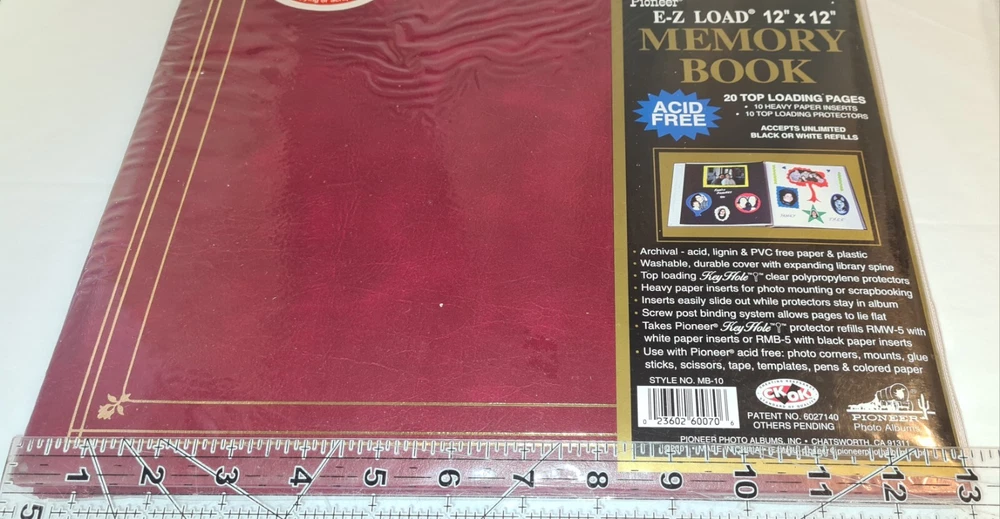 Pioneer®
E-Z LOAD® 12" x 12"
MEMORY
BOOK
ACID
FREE
20 TOP LOADING PAGES
• 10 HEAVY PAPER INSERTS
• 10 TOP LOADING PROTECTORS
ACCEPTS UNLIMITED
BLACK OR WHITE REFILLS
• Archival - acid, lignin & PVC free paper & plastic
• Washable, durable cover with expanding library spine
• Top loading KeyHole™ clear polypropylene protectors
• Heavy paper inserts for photo mounting or scrapbooking
• Inserts easily slide out while protectors stay in album
• Screw post binding system allows pages to lie flat
• Takes Pioneer® KeyHole™ protector refills RMW-5 with
white paper inserts or RMB-5 with black paper inserts
• Use with Pioneer® acid free: photo corners, mounts, glue
sticks, scissors, tape, templates, pens & colored paper
STYLE NO. MB-10
0 23602 60070 6
CK OK
PATENT NO. 6027140
OTHERS PENDING
PIONEER®
Photo Albums
PIONEER PHOTO ALBUMS, INC • CHATSWORTH, CA 91311
1 2 3 4 5 6 7 8 9 10 11 12 13
5